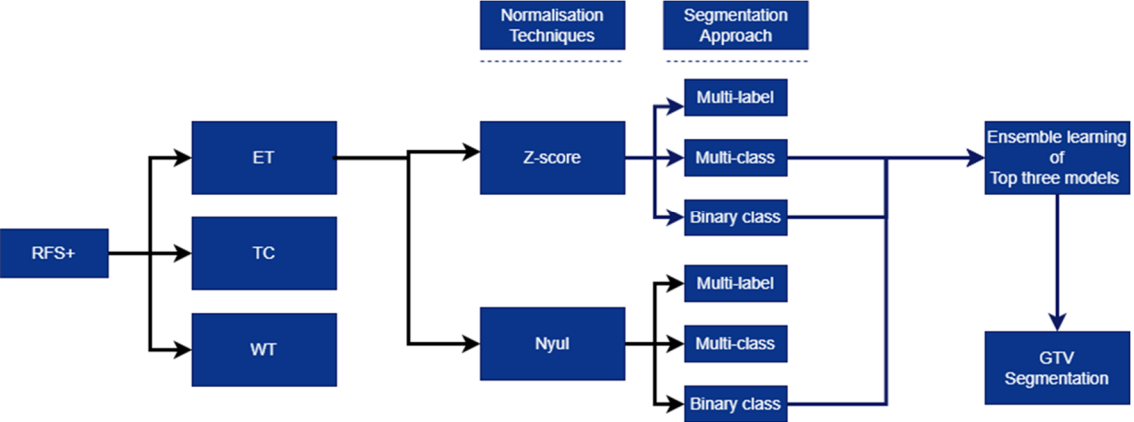 Normalisation
Techniques
Segmentation
Approach
Multi-label
ET
Z-score
Multi-class
Ensemble learning
of
Top three models
Binary class
RFS+
TC
Multi-label
WT
Nyul
Multi-class
GTV
Segmentation
Binary class